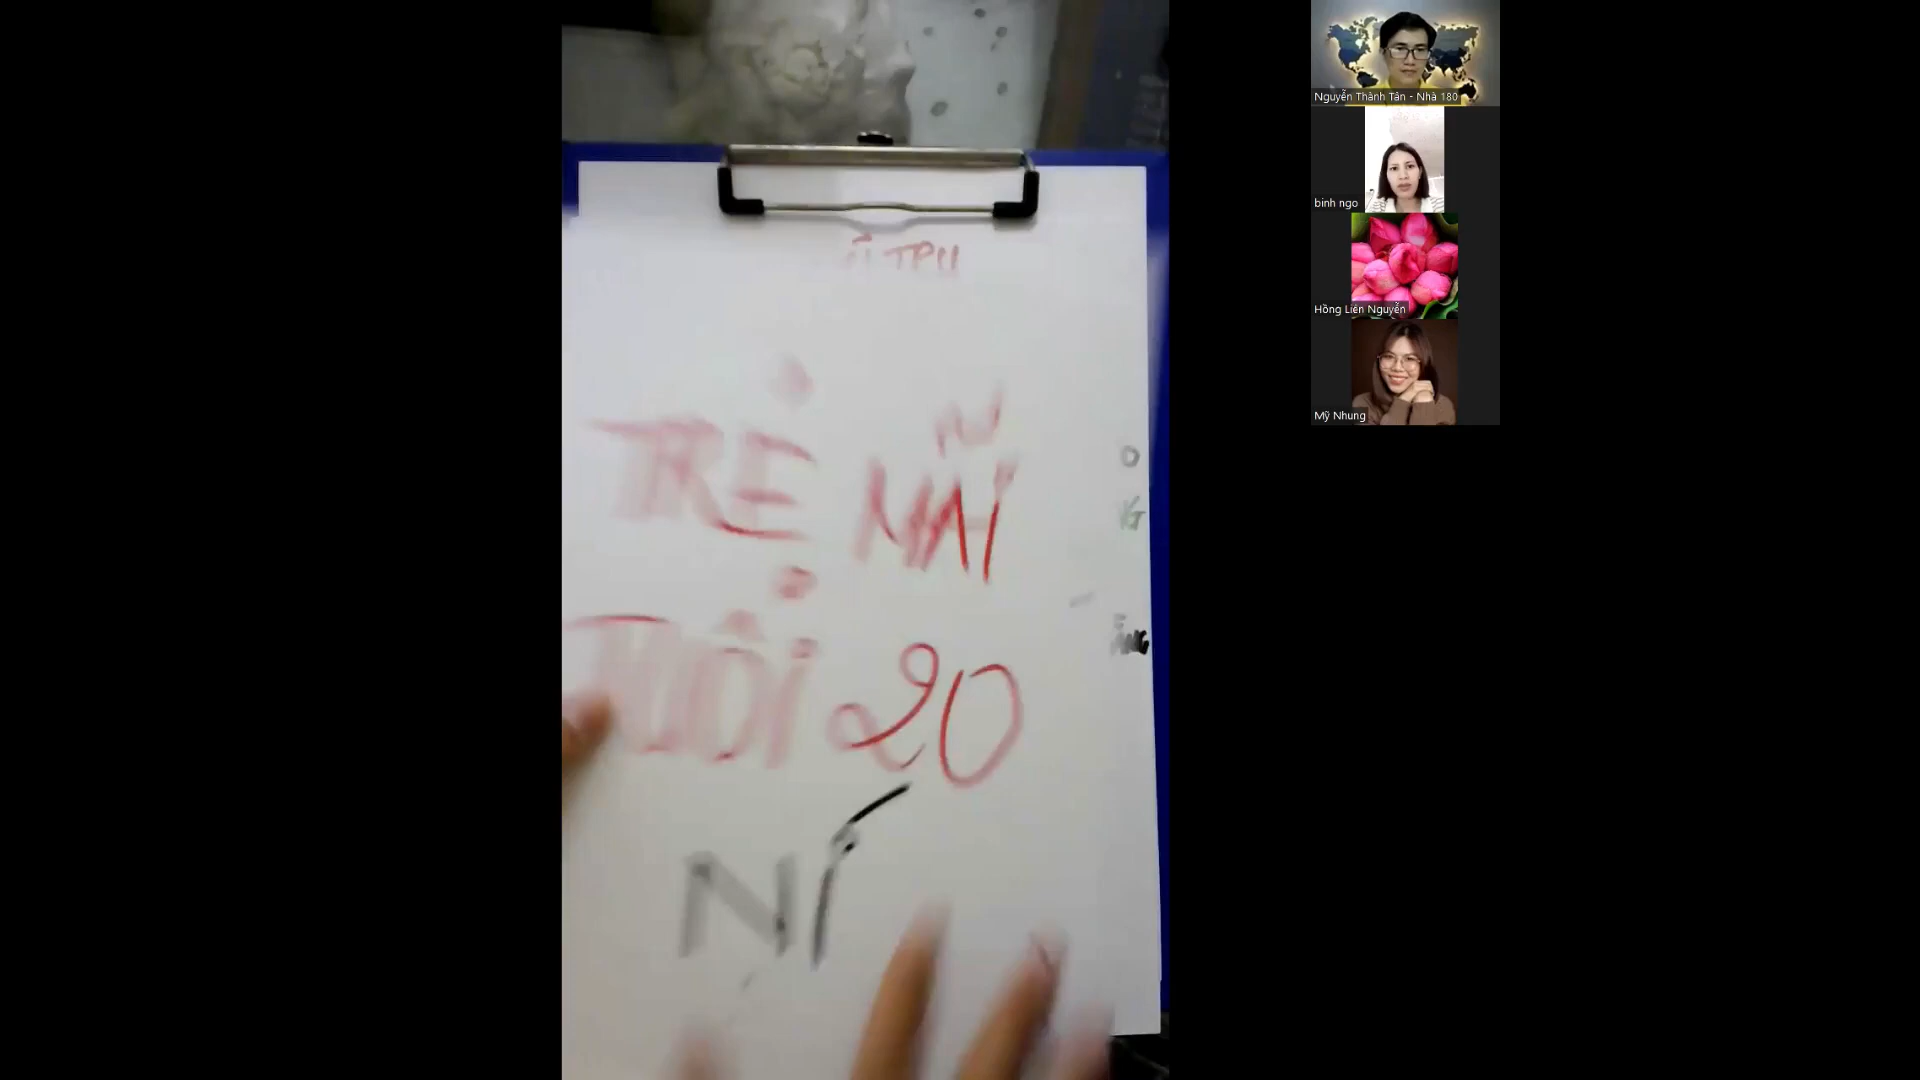 TRẺ MÃI
TUỔI 20
NÍ
Nguyễn Thành Tân - Nhà 180
binh ngo
Hồng Liên Nguyễn
Mỹ Nhung